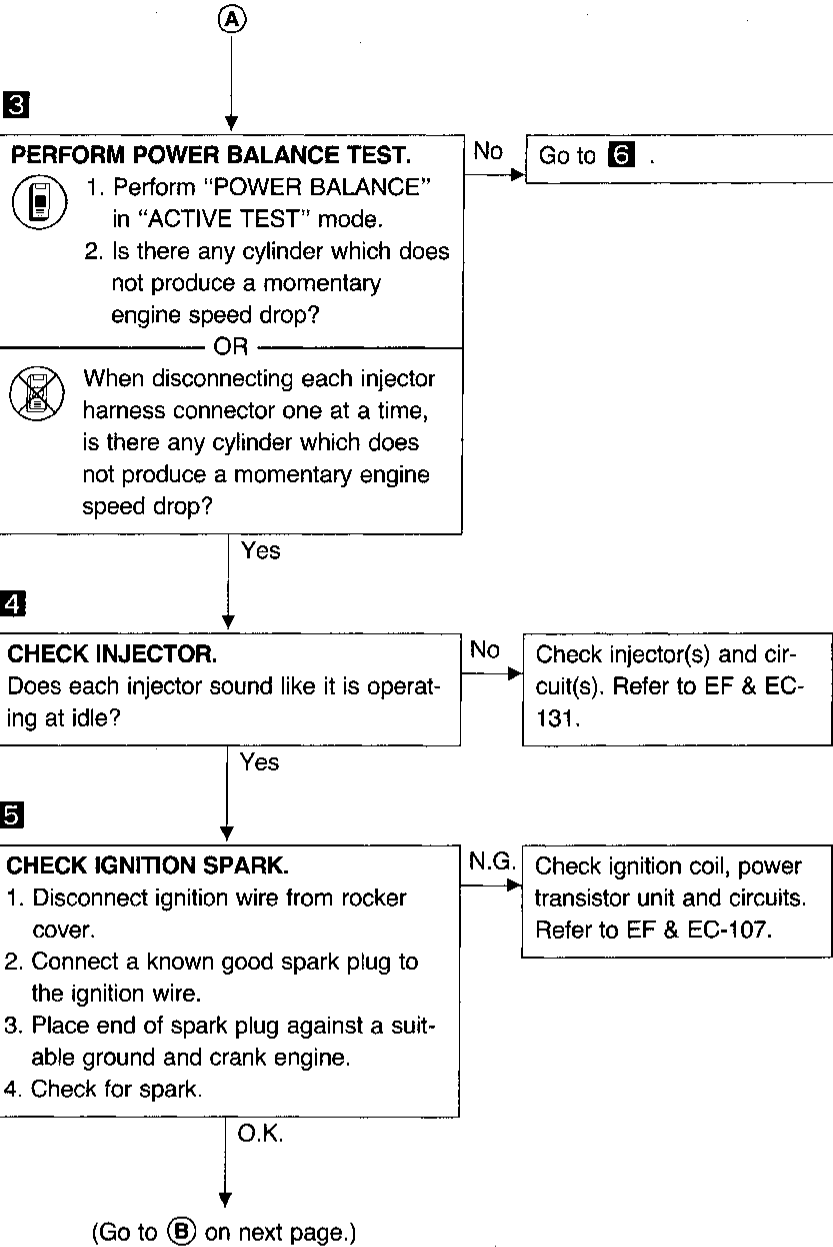 A
3
PERFORM POWER BALANCE TEST.
1. Perform “POWER BALANCE”
in “ACTIVE TEST” mode.
2. Is there any cylinder which does
not produce a momentary
engine speed drop?
OR
When disconnecting each injector
harness connector one at a time,
is there any cylinder which does
not produce a momentary engine
speed drop?
No
Go to 6 .
Yes
4
CHECK INJECTOR.
Does each injector sound like it is operat-
ing at idle?
No
Check injector(s) and cir-
cuit(s). Refer to EF & EC-
131.
Yes
5
CHECK IGNITION SPARK.
1. Disconnect ignition wire from rocker
cover.
2. Connect a known good spark plug to
the ignition wire.
3. Place end of spark plug against a suit-
able ground and crank engine.
4. Check for spark.
N.G.
Check ignition coil, power
transistor unit and circuits.
Refer to EF & EC-107.
O.K.
(Go to B on next page.)